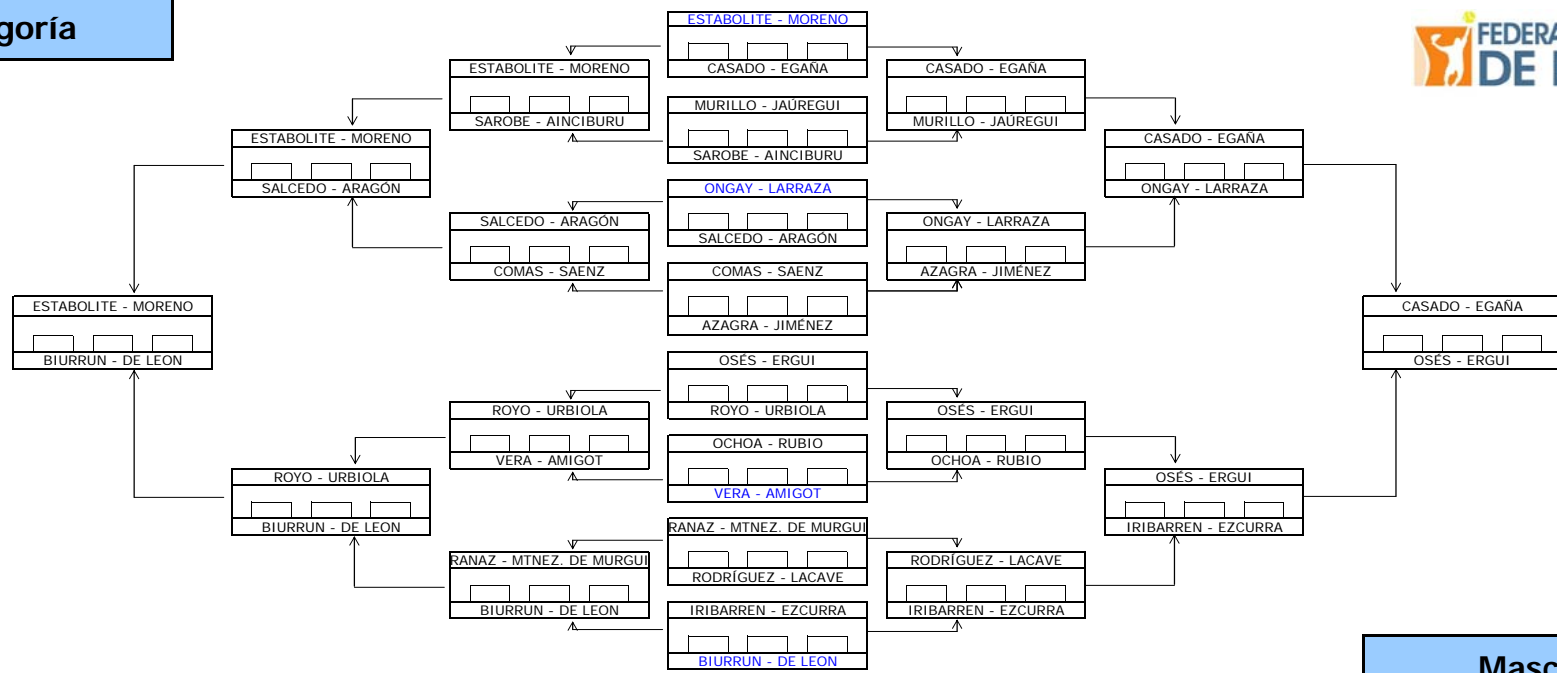 goría
FEDERA
DE
ESTABOLITE - MORENO
CASADO - EGAÑA
ESTABOLITE - MORENO
SAROBE - AINCIBURU
CASADO - EGAÑA
MURILLO - JAÚREGUI
MURILLO - JAÚREGUI
SAROBE - AINCIBURU
ESTABOLITE - MORENO
SALCEDO - ARAGÓN
CASADO - EGAÑA
ONGAY - LARRAZA
ONGAY - LARRAZA
SALCEDO - ARAGÓN
SALCEDO - ARAGÓN
COMAS - SAENZ
ONGAY - LARRAZA
AZAGRA - JIMÉNEZ
COMAS - SAENZ
AZAGRA - JIMÉNEZ
ESTABOLITE - MORENO
BIURRUN - DE LEON
CASADO - EGAÑA
OSÉS - ERGUI
OSÉS - ERGUI
ROYO - URBIOLA
ROYO - URBIOLA
VERA - AMIGOT
OSÉS - ERGUI
OCHOA - RUBIO
OCHOA - RUBIO
VERA - AMIGOT
ROYO - URBIOLA
BIURRUN - DE LEON
OSÉS - ERGUI
IRIBARREN - EZCURRA
RANAZ - MTNEZ. DE MURGUI
RODRÍGUEZ - LACAVE
RANAZ - MTNEZ. DE MURGUI
BIURRUN - DE LEON
RODRÍGUEZ - LACAVE
IRIBARREN - EZCURRA
IRIBARREN - EZCURRA
BIURRUN - DE LEON
Masc